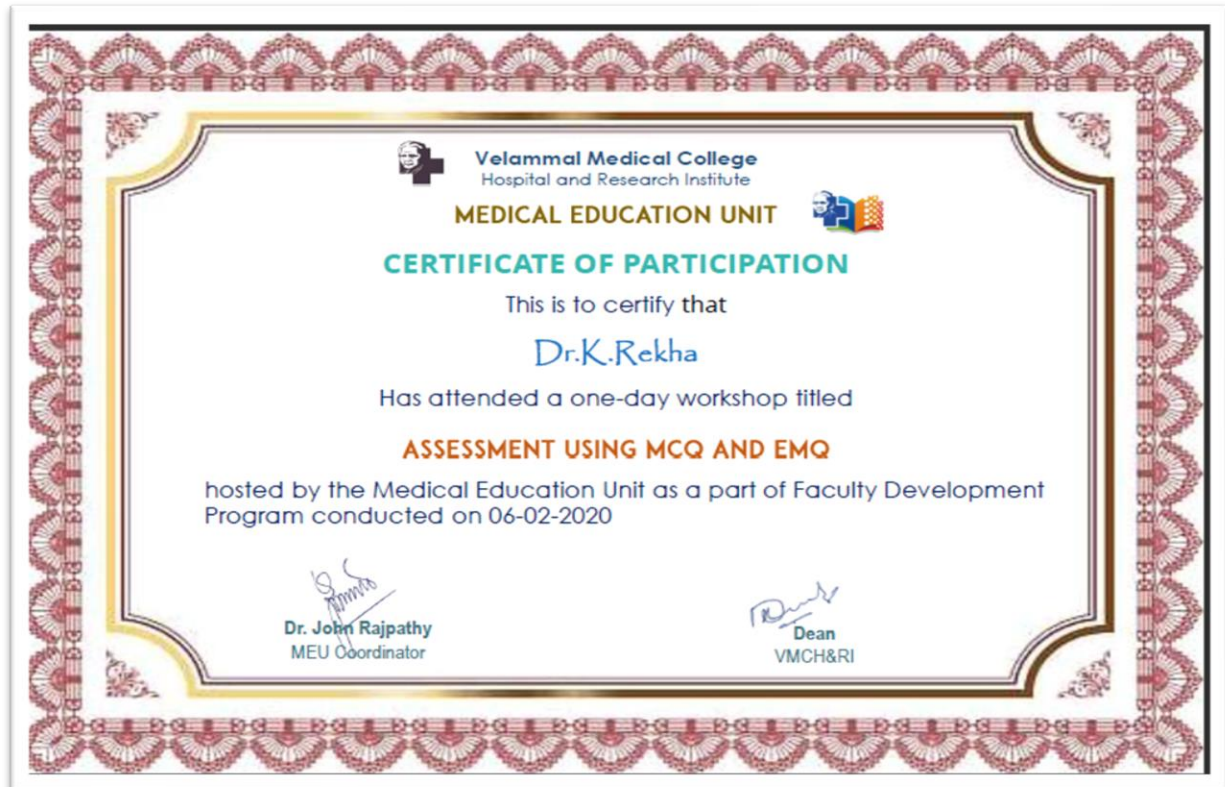 Velammal Medical College
Hospital and Research Institute
MEDICAL EDUCATION UNIT
CERTIFICATE OF PARTICIPATION
This is to certify that
Dr.K.Rekha
Has attended a one-day workshop titled
ASSESSMENT USING MCQ AND EMQ
hosted by the Medical Education Unit as a part of Faculty Development
Program conducted on 06-02-2020
Dr. John Rajpathy
MEU Coordinator
Dean
VMCH&RI